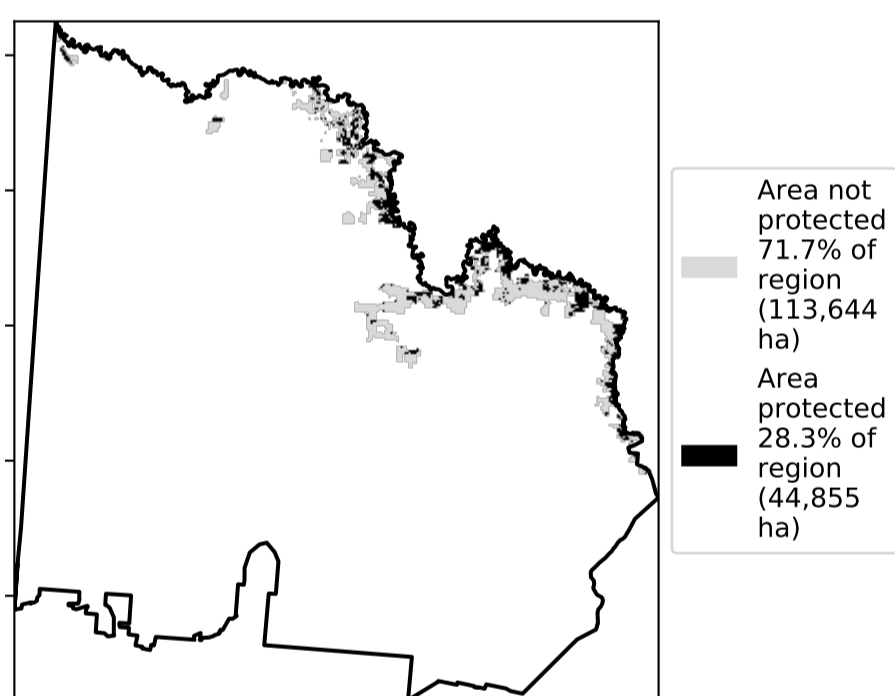 Area not
protected
71.7% of
region
(113,644
ha)
Area
protected
28.3% of
region
(44,855
ha)